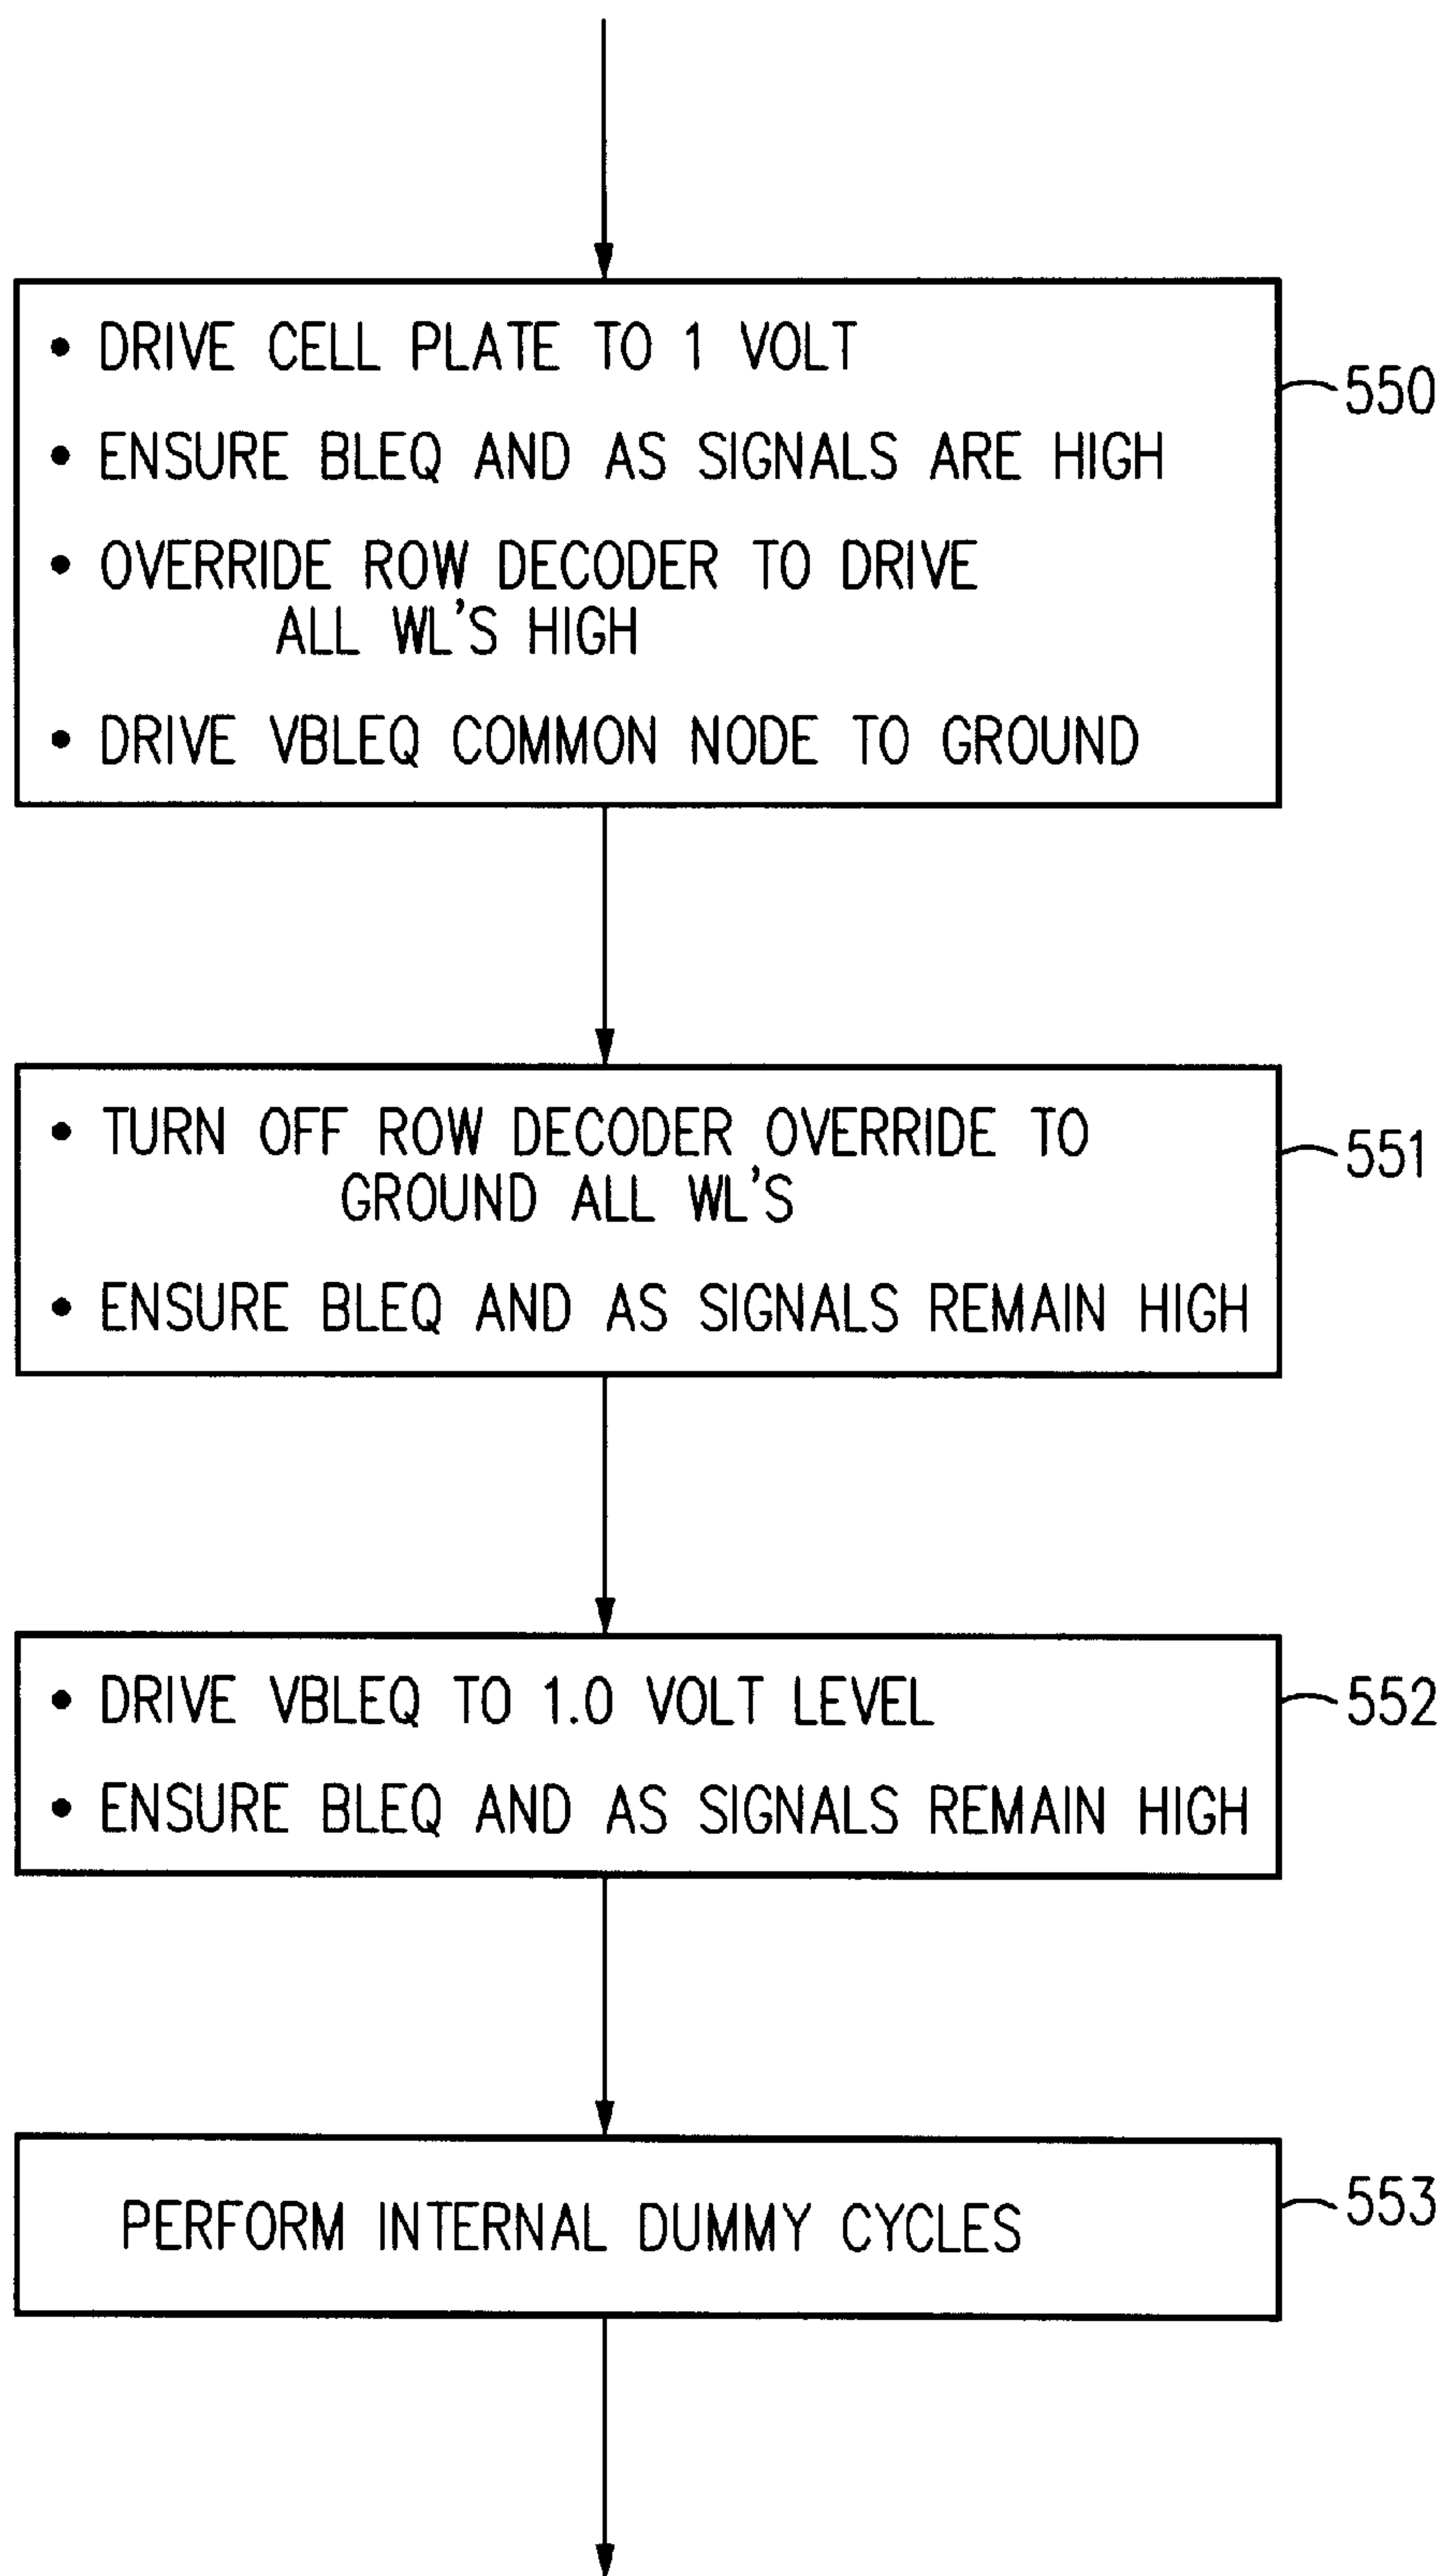 • DRIVE CELL PLATE TO 1 VOLT
550
• ENSURE BLEQ AND AS SIGNALS ARE HIGH
• OVERRIDE ROW DECODER TO DRIVE
ALL WL'S HIGH
• DRIVE VBLEQ COMMON NODE TO GROUND
• TURN OFF ROW DECODER OVERRIDE TO
551
GROUND ALL WL'S
• ENSURE BLEQ AND AS SIGNALS REMAIN HIGH
• DRIVE VBLEQ TO 1.0 VOLT LEVEL
552
• ENSURE BLEQ AND AS SIGNALS REMAIN HIGH
PERFORM INTERNAL DUMMY CYCLES
553